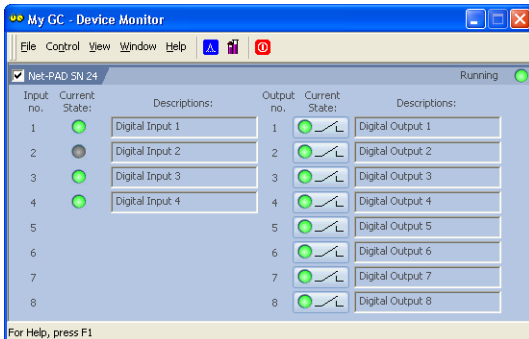 My GC - Device Monitor
File Control View Window Help
Net-PAD SN 24 Running
Input no. Current State: Descriptions: Output no. Current State: Descriptions:
1 Digital Input 1 1 Digital Output 1
2 Digital Input 2 2 Digital Output 2
3 Digital Input 3 3 Digital Output 3
4 Digital Input 4 4 Digital Output 4
5 5 Digital Output 5
6 6 Digital Output 6
7 7 Digital Output 7
8 8 Digital Output 8
For Help, press F1